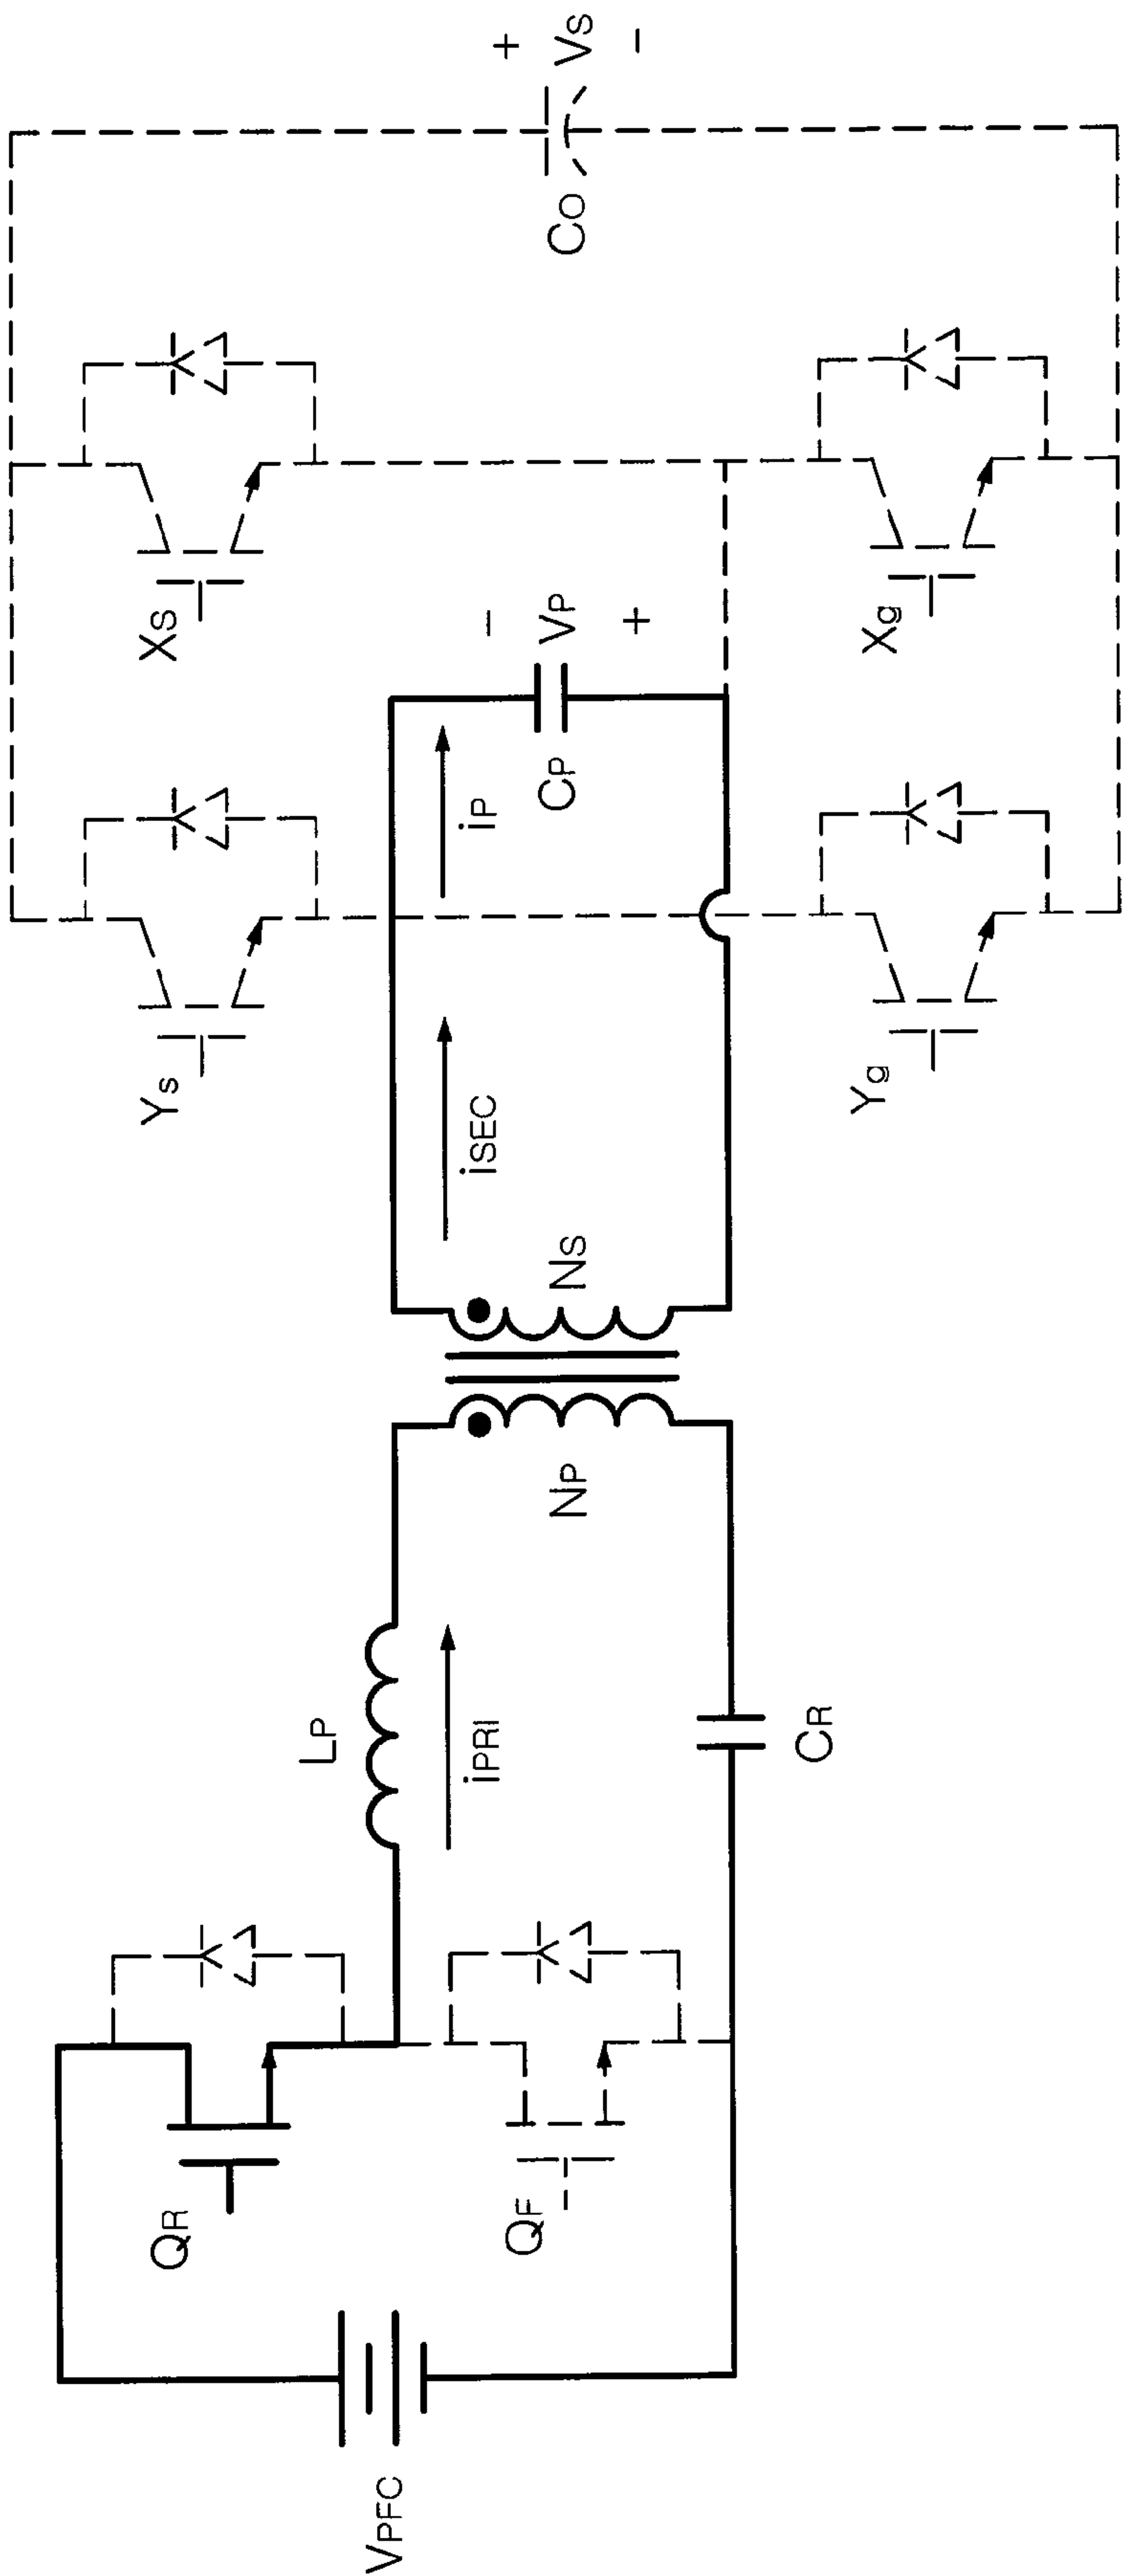 QR
Ys
XS
LP
VPFC
iPRI
iSEC
iP
−
+
QF
NP
NS
CP
VP
CO
VS
+
−
CR
Yg
Xg